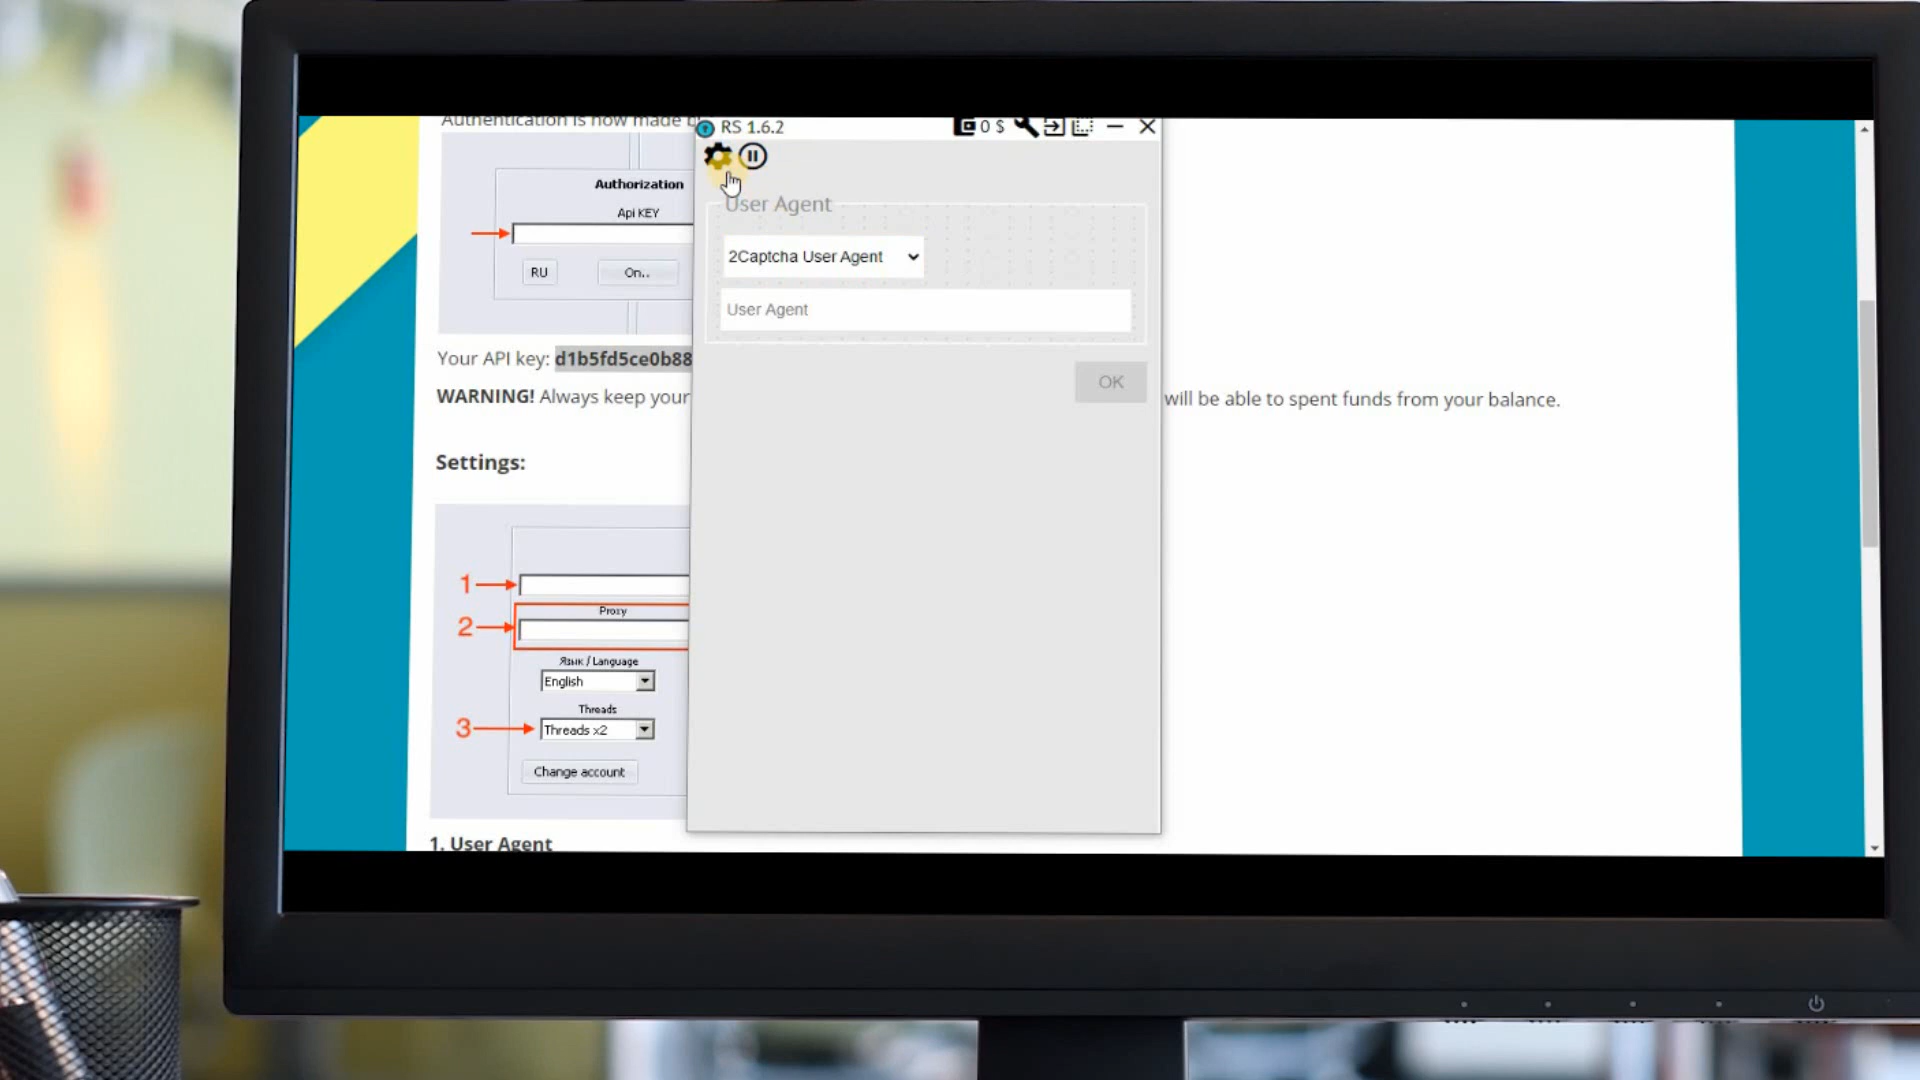 Authentication is now made b
RS 1.6.2
0 $
Authorization
Api KEY
RU
On..
User Agent
2Captcha User Agent
User Agent
OK
Your API key: d1b5fd5ce0b88
WARNING! Always keep your
will be able to spent funds from your balance.
Settings:
1
Proxy
2
Язык / Language
English
Threads
3
Threads x2
Change account
1. User Agent